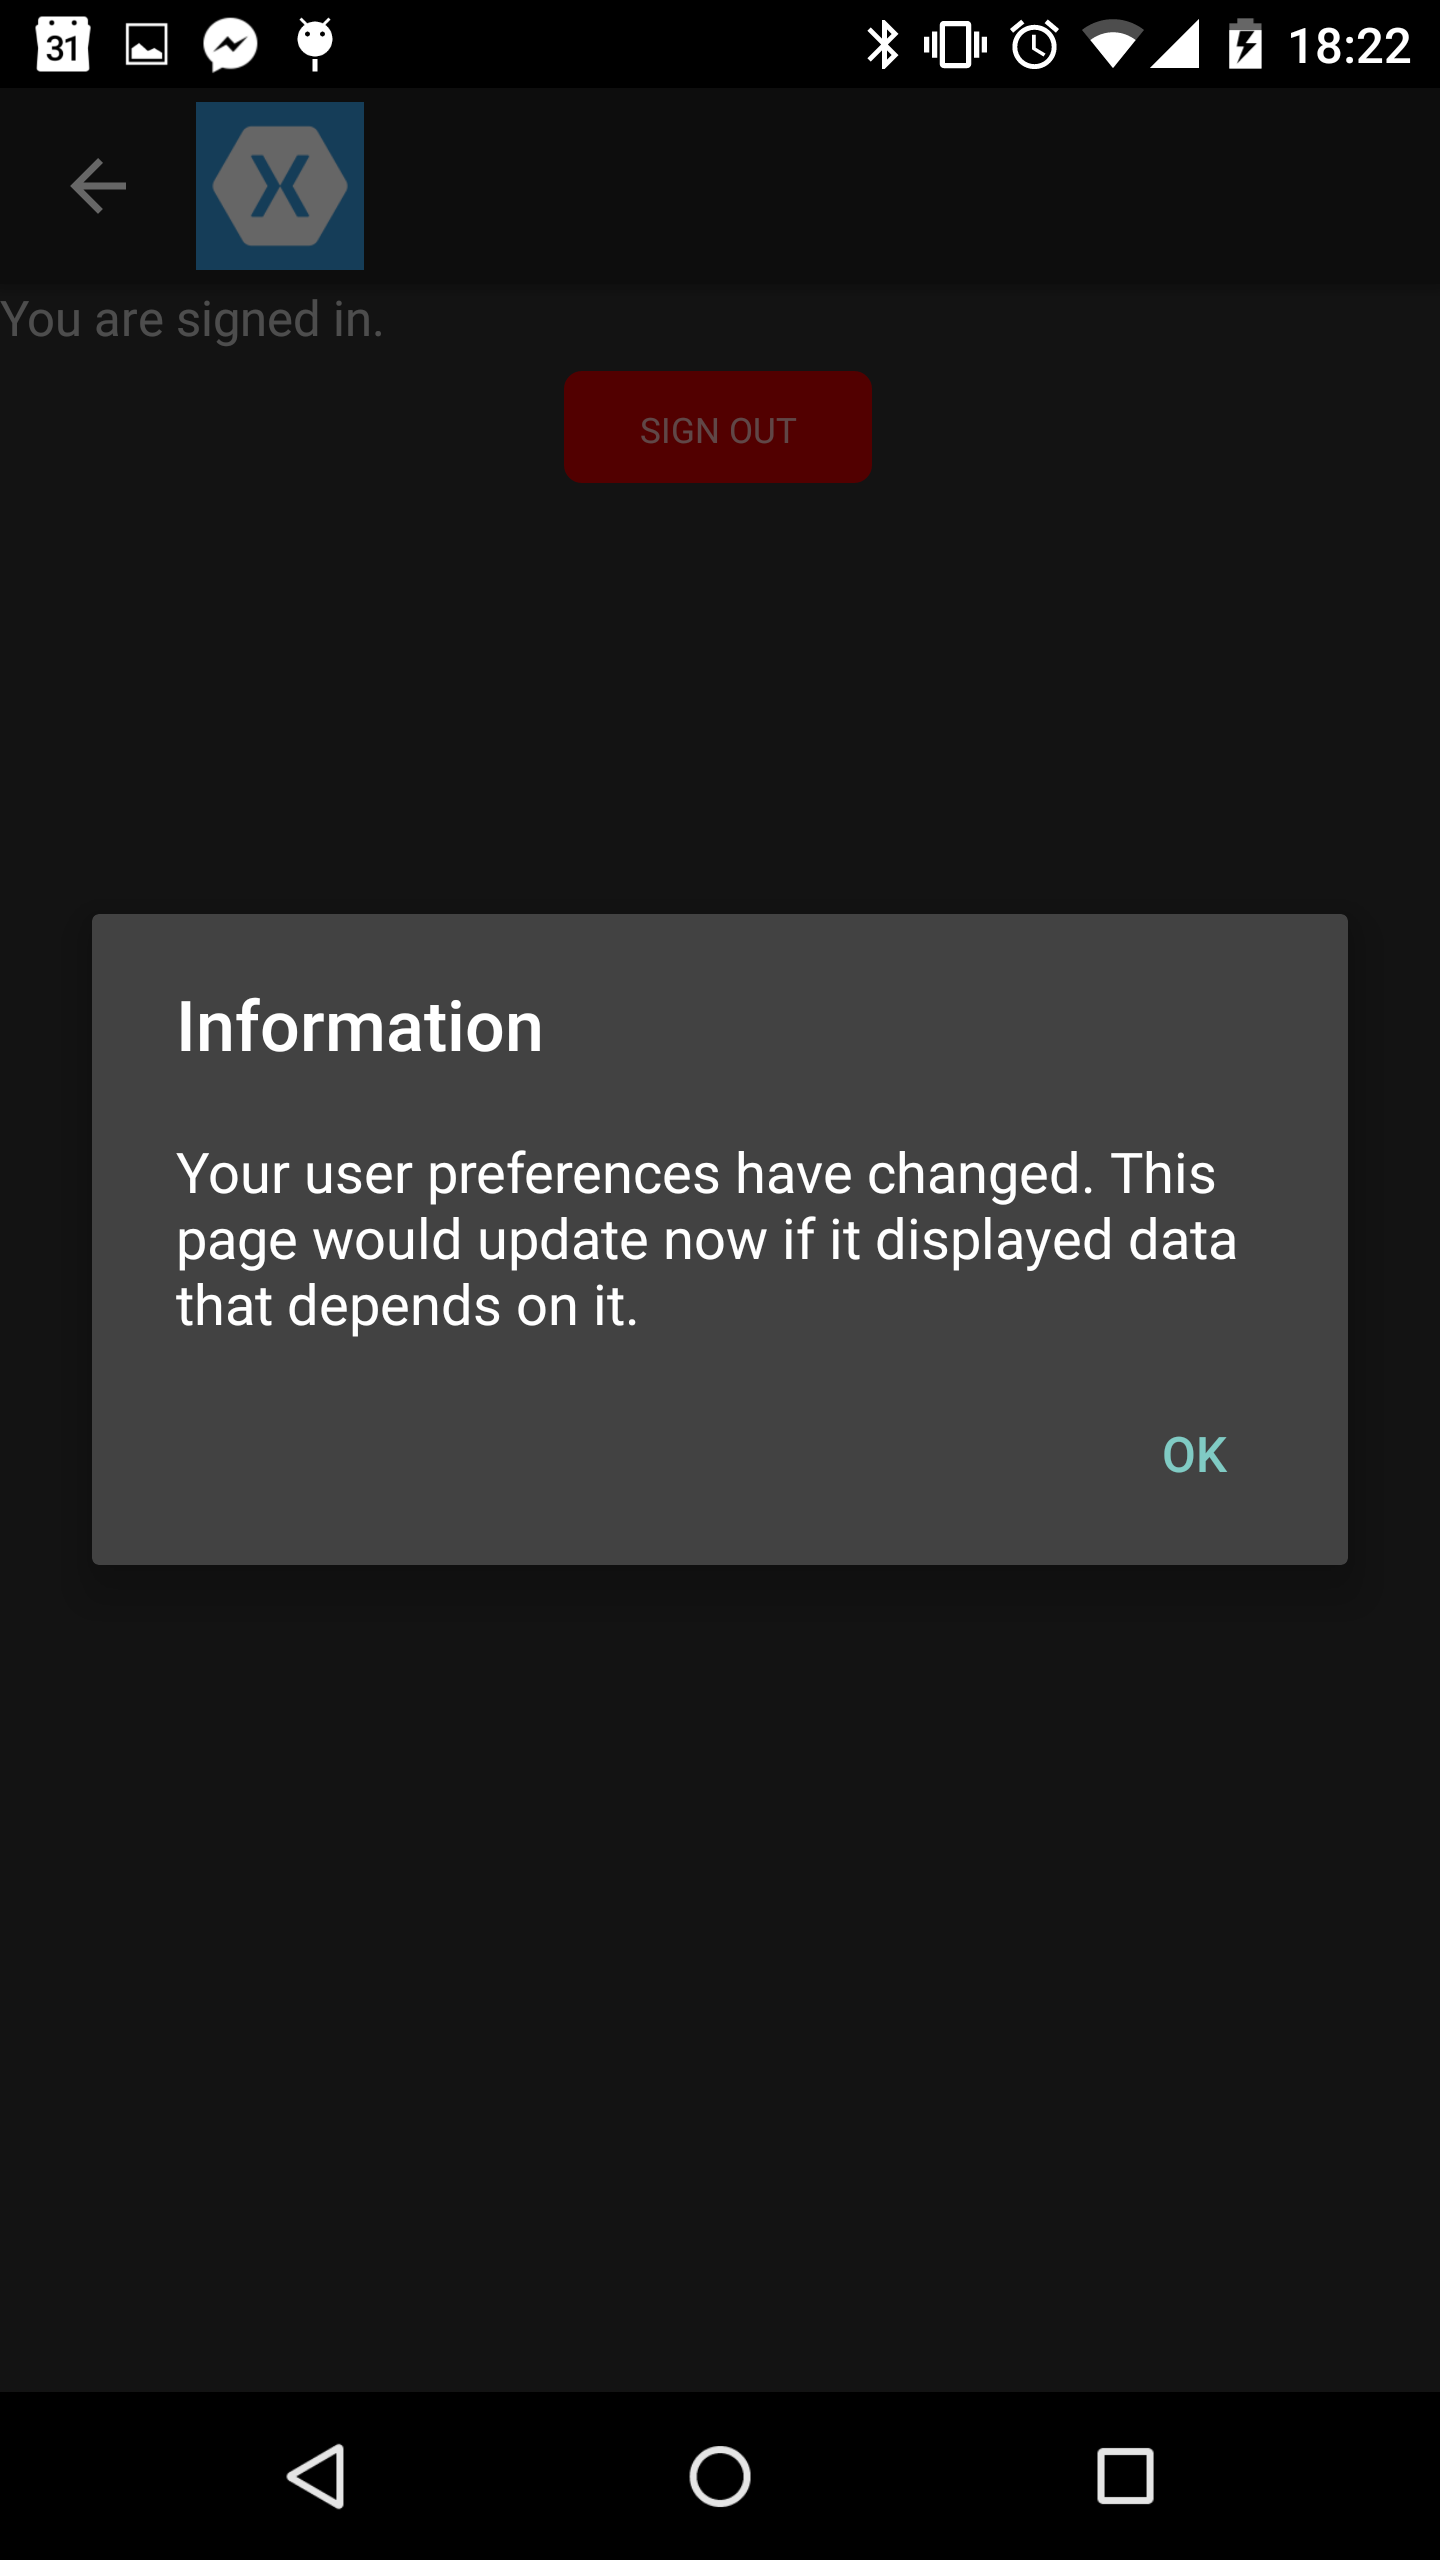 31
18:22
X
You are signed in.
SIGN OUT
Information
Your user preferences have changed. This
page would update now if it displayed data
that depends on it.
OK